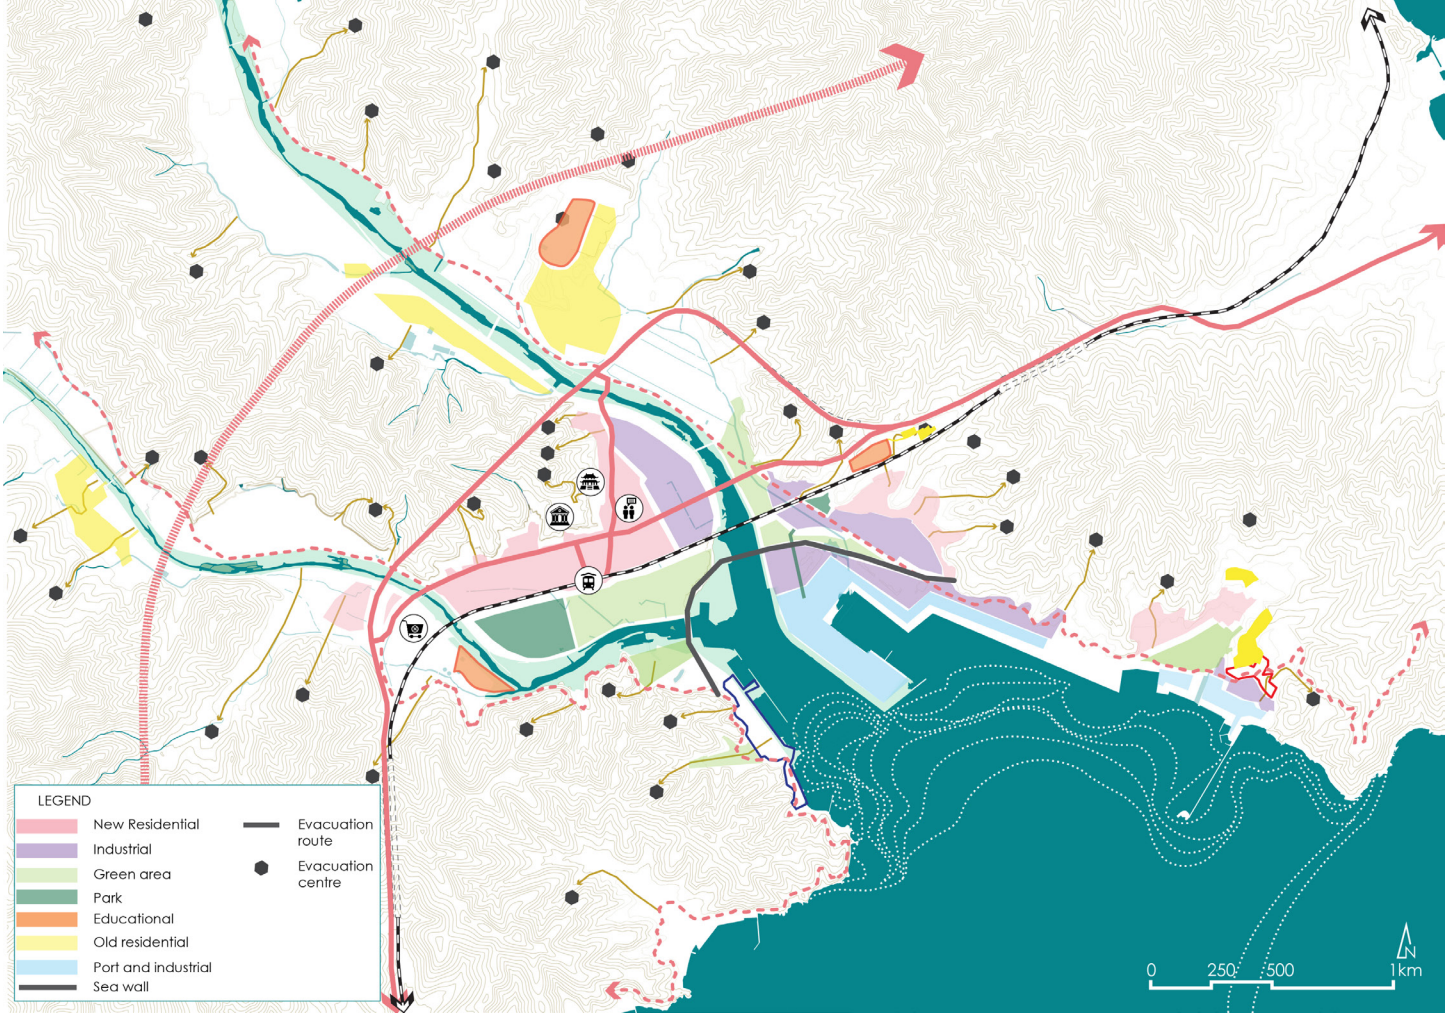 LEGEND
New Residential
Industrial
Green area
Park
Educational
Old residential
Port and industrial
Sea wall
Evacuation
route
Evacuation
centre
N
0 250 500 1km